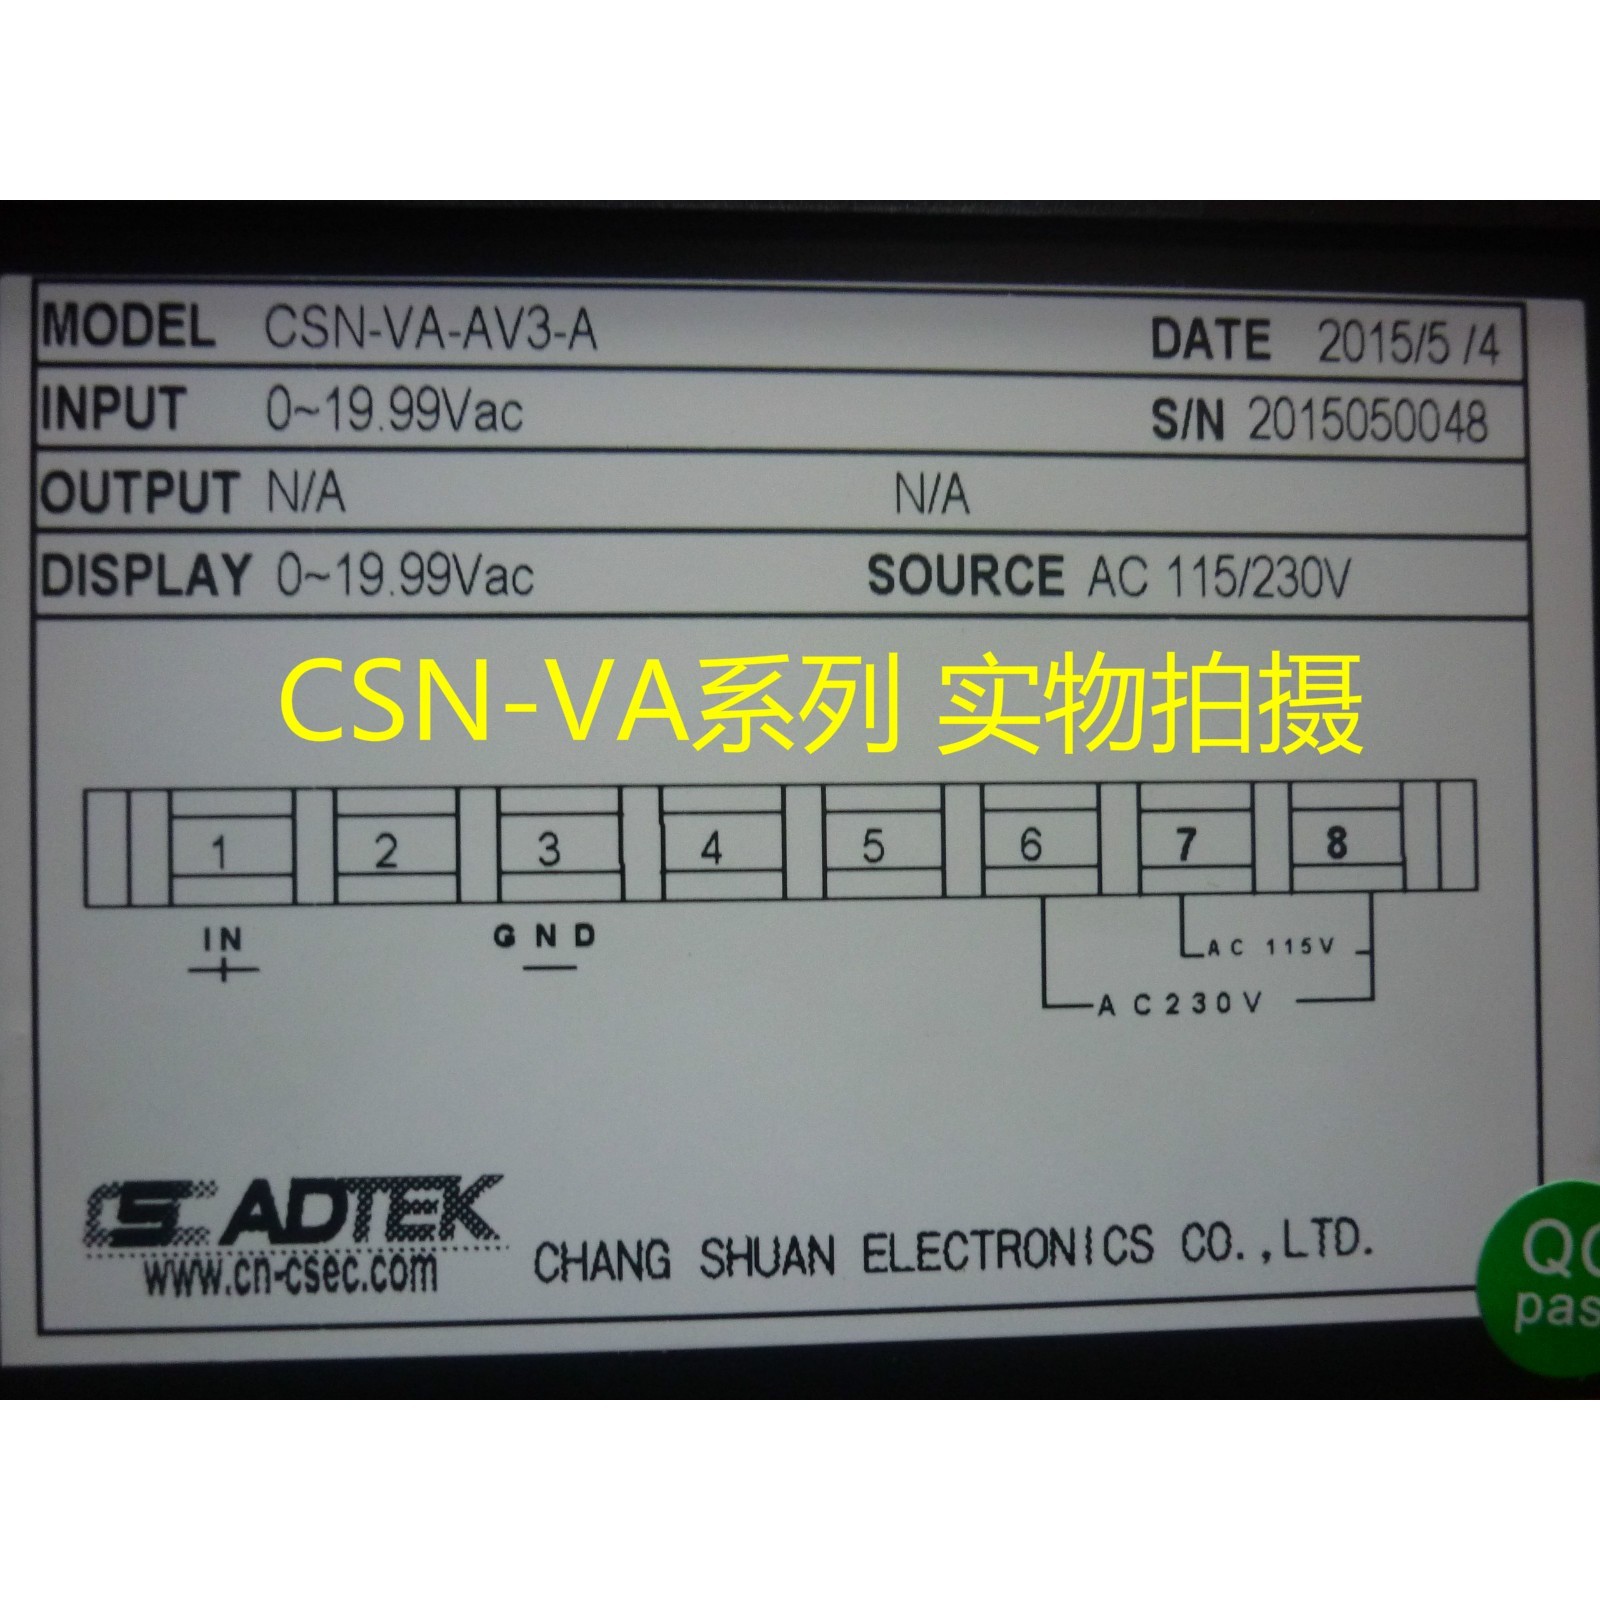 MODEL CSN-VA-AV3-A DATE 2015/5 /4
INPUT 0~19.99Vac S/N 2015050048
OUTPUT N/A N/A
DISPLAY 0~19.99Vac SOURCE AC 115/230V
CSN-VA系列 实物拍摄
1 2 3 4 5 6 7 8
IN GND
+ —
AC 115V
AC230V
CSEC ADTEK
www.cn-csec.com
CHANG SHUAN ELECTRONICS CO.,LTD.
QC
pas